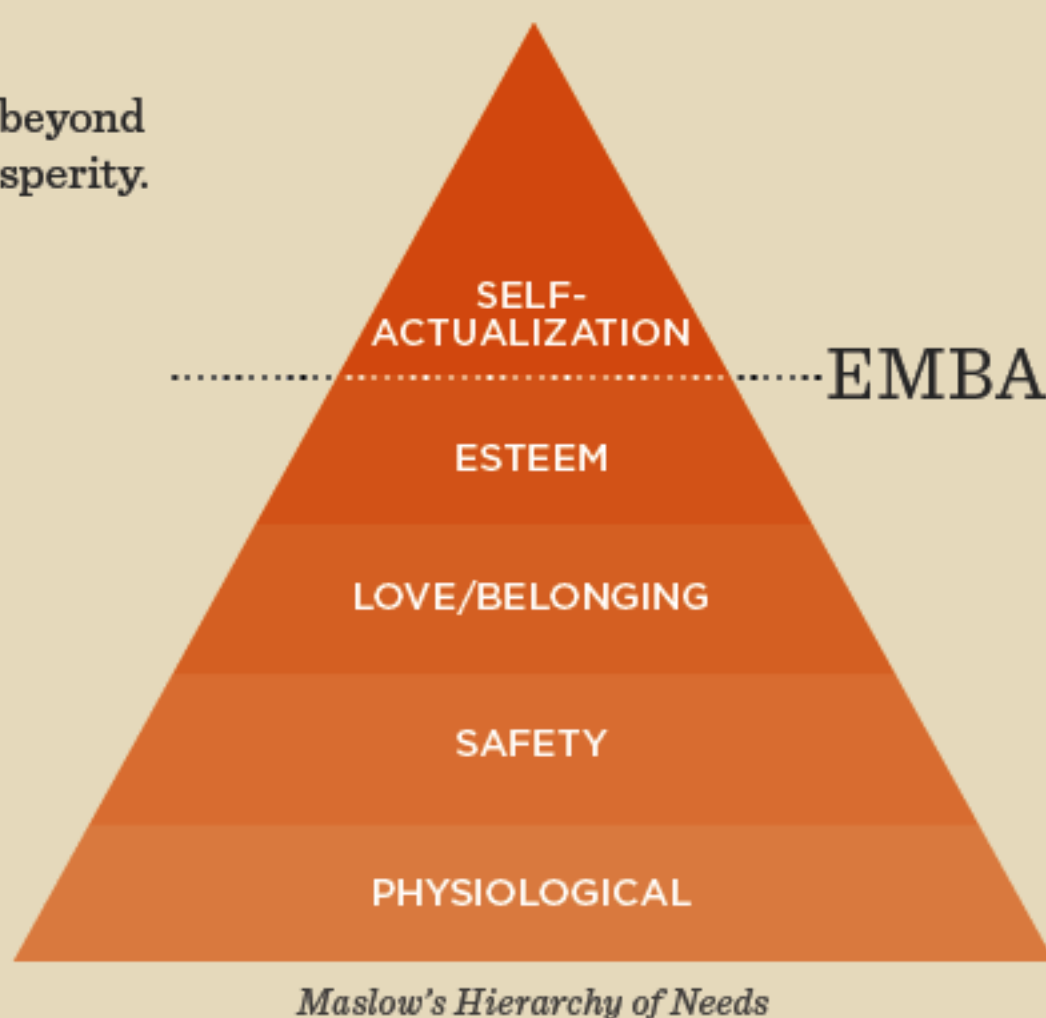 beyond
sperity.
SELF-
ACTUALIZATION
EMBA
ESTEEM
LOVE/BELONGING
SAFETY
PHYSIOLOGICAL
Maslow's Hierarchy of Needs